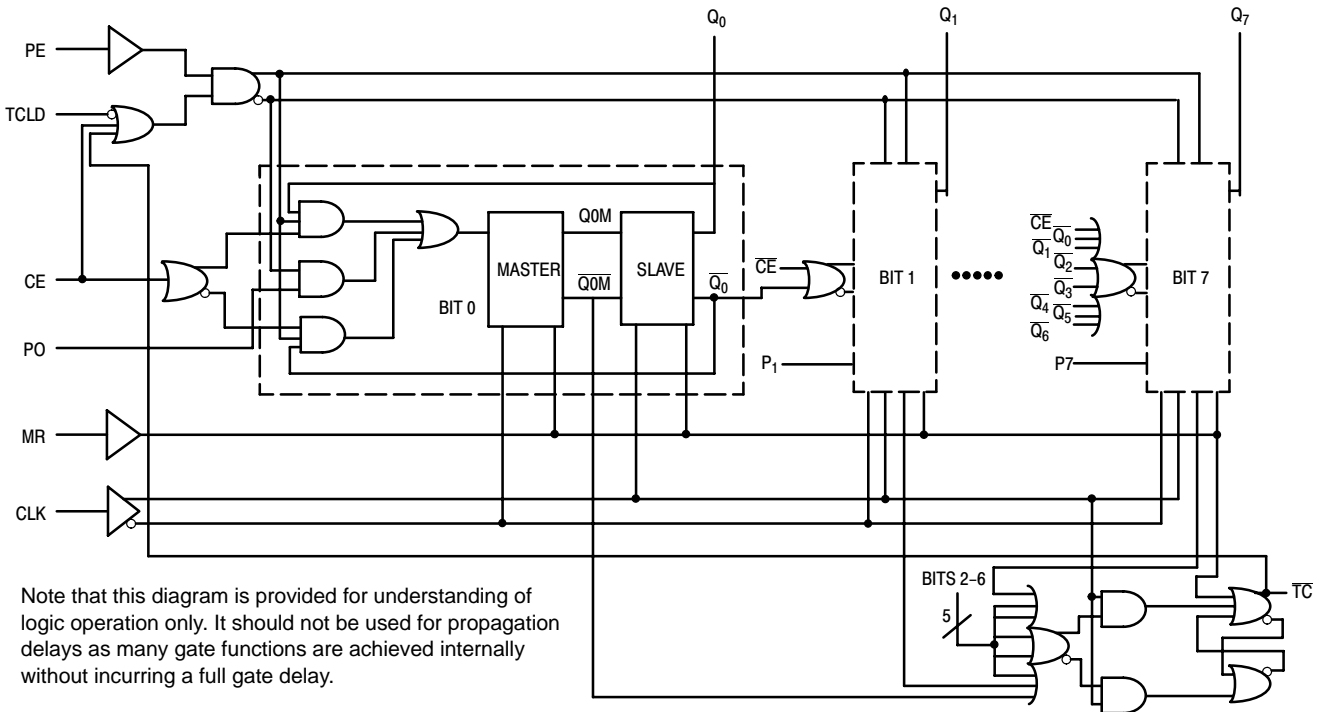 Q0
Q1
Q7
PE
TCLD
CE
PO
MR
CLK
Q0M
Q0M
MASTER
SLAVE
BIT 0
Q0
CE
P1
BIT 1
•••••
CE
Q0
Q1
Q2
Q3
Q4
Q5
Q6
P7
BIT 7
BITS 2–6
5
TC
Note that this diagram is provided for understanding of
logic operation only. It should not be used for propagation
delays as many gate functions are achieved internally
without incurring a full gate delay.